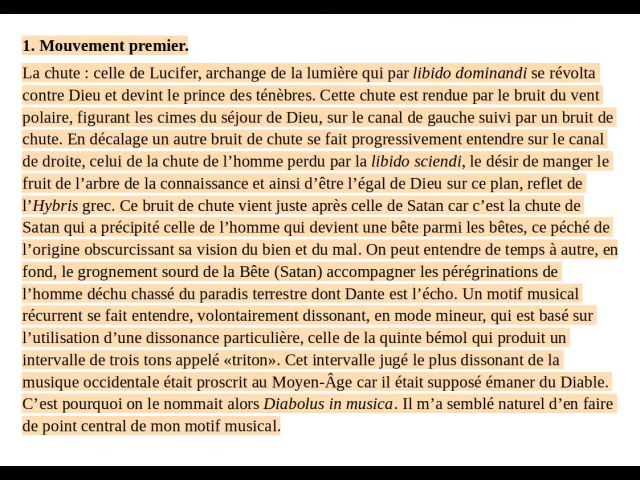 1. Mouvement premier.
La chute : celle de Lucifer, archange de la lumière qui par libido dominandi se révolta
contre Dieu et devint le prince des ténèbres. Cette chute est rendue par le bruit du vent
polaire, figurant les cimes du séjour de Dieu, sur le canal de gauche suivi par un bruit de
chute. En décalage un autre bruit de chute se fait progressivement entendre sur le canal
de droite, celui de la chute de l’homme perdu par la libido sciendi, le désir de manger le
fruit de l’arbre de la connaissance et ainsi d’être l’égal de Dieu sur ce plan, reflet de
l’Hybris grec. Ce bruit de chute vient juste après celle de Satan car c’est la chute de
Satan qui a précipité celle de l’homme qui devient une bête parmi les bêtes, ce péché de
l’origine obscurcissant sa vision du bien et du mal. On peut entendre de temps à autre, en
fond, le grognement sourd de la Bête (Satan) accompagner les pérégrinations de
l’homme déchu chassé du paradis terrestre dont Dante est l’écho. Un motif musical
récurrent se fait entendre, volontairement dissonant, en mode mineur, qui est basé sur
l’utilisation d’une dissonance particulière, celle de la quinte bémol qui produit un
intervalle de trois tons appelé «triton». Cet intervalle jugé le plus dissonant de la
musique occidentale était proscrit au Moyen-Âge car il était supposé émaner du Diable.
C’est pourquoi on le nommait alors Diabolus in musica. Il m’a semblé naturel d’en faire
de point central de mon motif musical.